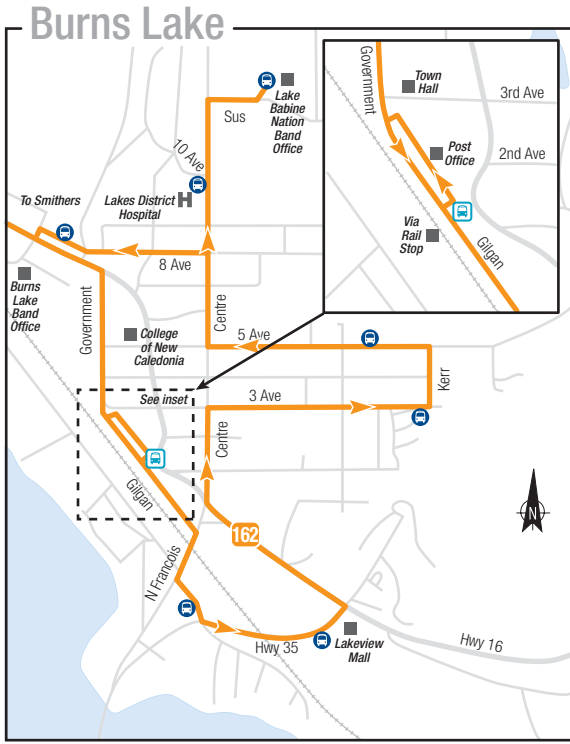 Burns Lake
Government
Town
Hall
3rd Ave
Post
Office
2nd Ave
Via
Rail
Stop
Gilgan
Lake
Babine
Nation
Band
Office
Sus
10 Ave
To Smithers
Lakes District
Hospital
H
8 Ave
Burns
Lake
Band
Office
Government
College
of New
Caledonia
Centre
5 Ave
Kerr
See inset
3 Ave
Centre
Gilgan
162
N
N Francois
Hwy 35
Lakeview
Mall
Hwy 16